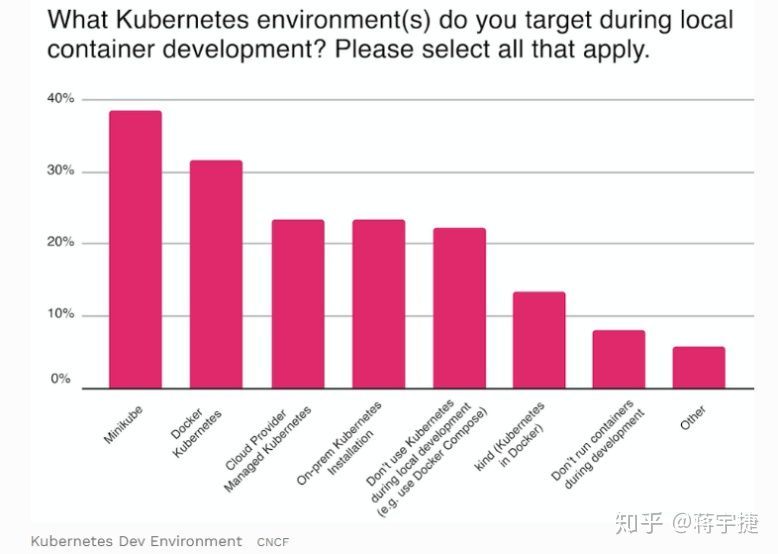 What Kubernetes environment(s) do you target during local
container development? Please select all that apply.
40%
30%
20%
10%
0%
Minikube
Docker
Kubernetes
Cloud Provider
Managed Kubernetes
On-prem Kubernetes
Installation
Don't use Kubernetes
during local development
(e.g. use Docker Compose)
kind (Kubernetes
in Docker)
Don't run containers
during development
Other
知乎 @蒋宇捷
Kubernetes Dev Environment CNCF